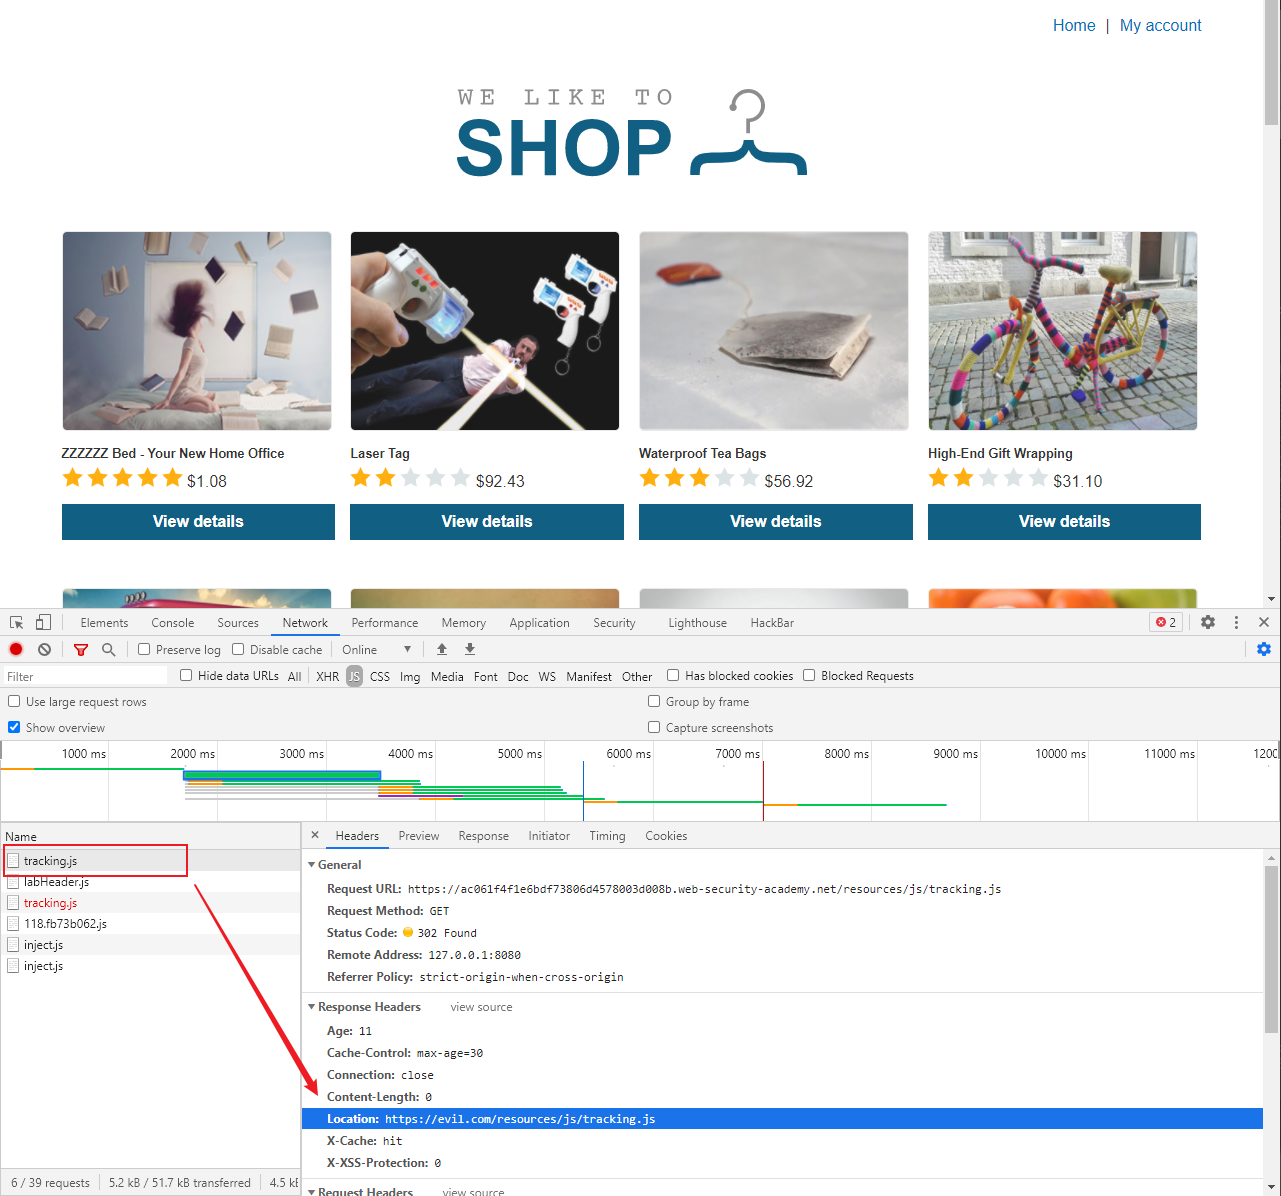 Home | My account
WE LIKE TO
SHOP
ZZZZZZ Bed - Your New Home Office
$1.08
View details
Laser Tag
$92.43
View details
Waterproof Tea Bags
$56.92
View details
High-End Gift Wrapping
$31.10
View details
Elements Console Sources Network Performance Memory Application Security Lighthouse HackBar 2
Preserve log Disable cache Online
Filter Hide data URLs All XHR JS CSS Img Media Font Doc WS Manifest Other Has blocked cookies Blocked Requests
Use large request rows Group by frame
Show overview Capture screenshots
1000 ms 2000 ms 3000 ms 4000 ms 5000 ms 6000 ms 7000 ms 8000 ms 9000 ms 10000 ms 11000 ms 1200
Name
tracking.js
labHeader.js
tracking.js
118.fb73b062.js
inject.js
inject.js
6 / 39 requests 5.2 kB / 51.7 kB transferred 4.5 kB
× Headers Preview Response Initiator Timing Cookies
General
Request URL: https://ac061f4f1e6bdf73806d4578003d008b.web-security-academy.net/resources/js/tracking.js
Request Method: GET
Status Code: 302 Found
Remote Address: 127.0.0.1:8080
Referrer Policy: strict-origin-when-cross-origin
Response Headers view source
Age: 11
Cache-Control: max-age=30
Connection: close
Content-Length: 0
Location: https://evil.com/resources/js/tracking.js
X-Cache: hit
X-XSS-Protection: 0
Request Headers view source